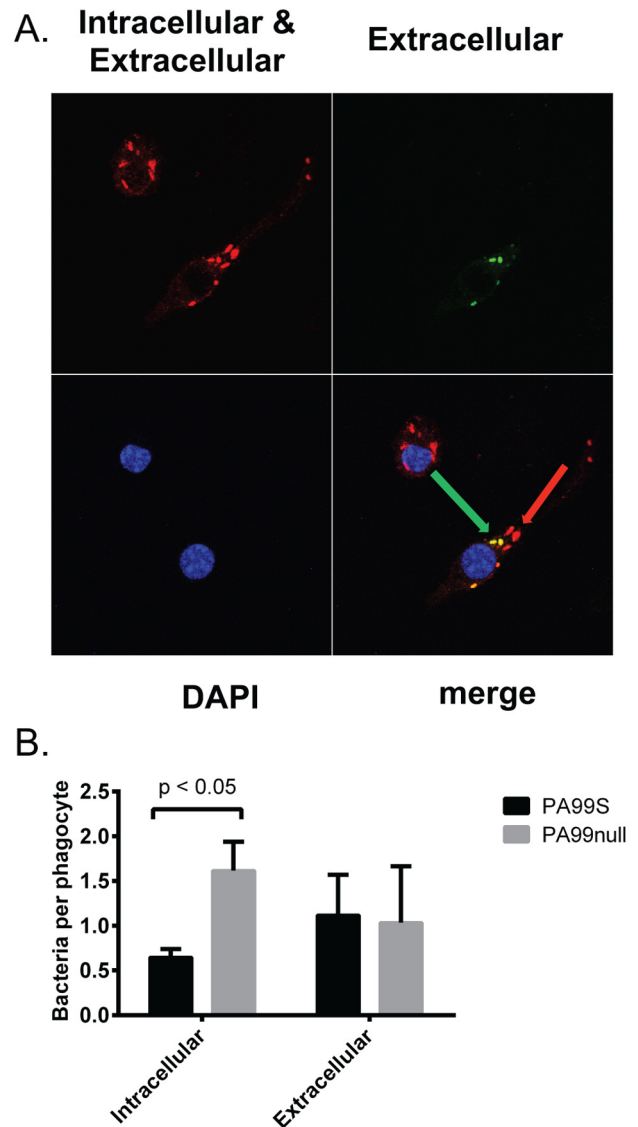 A.
Intracellular &
Extracellular
Extracellular
DAPI
merge
B.
Bacteria per phagocyte
2.5
2.0
1.5
1.0
0.5
0.0
p < 0.05
PA99S
PA99null
Intracellular
Extracellular